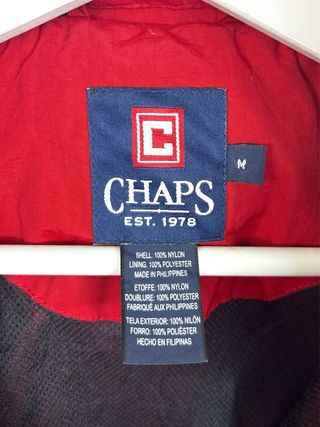 C
M
CHAPS
EST. 1978
SHELL: 100% NYLON
LINING: 100% POLYESTER
MADE IN PHILIPPINES
ETOFFE: 100% NYLON
DOUBLURE: 100% POLYESTER
FABRIQUÉ AUX PHILIPPINES
TELA EXTERIOR: 100% NILÓN
FORRO: 100% POLIÉSTER
HECHO EN FILIPINAS